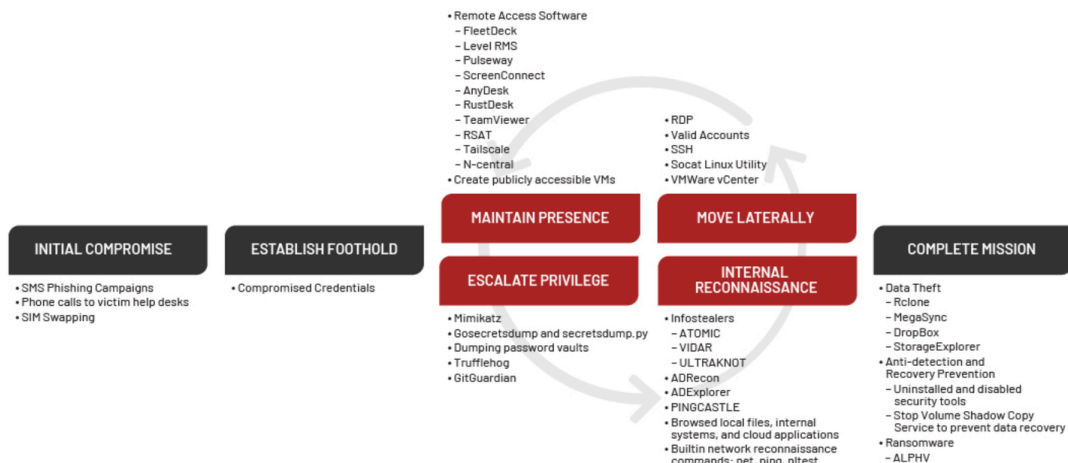 • Remote Access Software
– FleetDeck
– Level RMS
– Pulseway
– ScreenConnect
– AnyDesk
– RustDesk
– TeamViewer
– RSAT
– Tailscale
– N-central
• Create publicly accessible VMs
• RDP
• Valid Accounts
• SSH
• Socat Linux Utility
• VMWare vCenter
MAINTAIN PRESENCE
MOVE LATERALLY
INITIAL COMPROMISE
ESTABLISH FOOTHOLD
COMPLETE MISSION
ESCALATE PRIVILEGE
INTERNAL
RECONNAISSANCE
• SMS Phishing Campaigns
• Phone calls to victim help desks
• SIM Swapping
• Compromised Credentials
• Mimikatz
• Gosecretsdump and secretsdump.py
• Dumping password vaults
• Trufflehog
• GitGuardian
• Infostealers
– ATOMIC
– VIDAR
– ULTRAKNOT
• ADRecon
• ADExplorer
• PINGCASTLE
• Browsed local files, internal
systems, and cloud applications
• Builtin network reconnaissance
commands: net, ping, nltest
• Data Theft
– Rclone
– MegaSync
– DropBox
– StorageExplorer
• Anti-detection and
Recovery Prevention
– Uninstalled and disabled
security tools
– Stop Volume Shadow Copy
Service to prevent data recovery
• Ransomware
– ALPHV